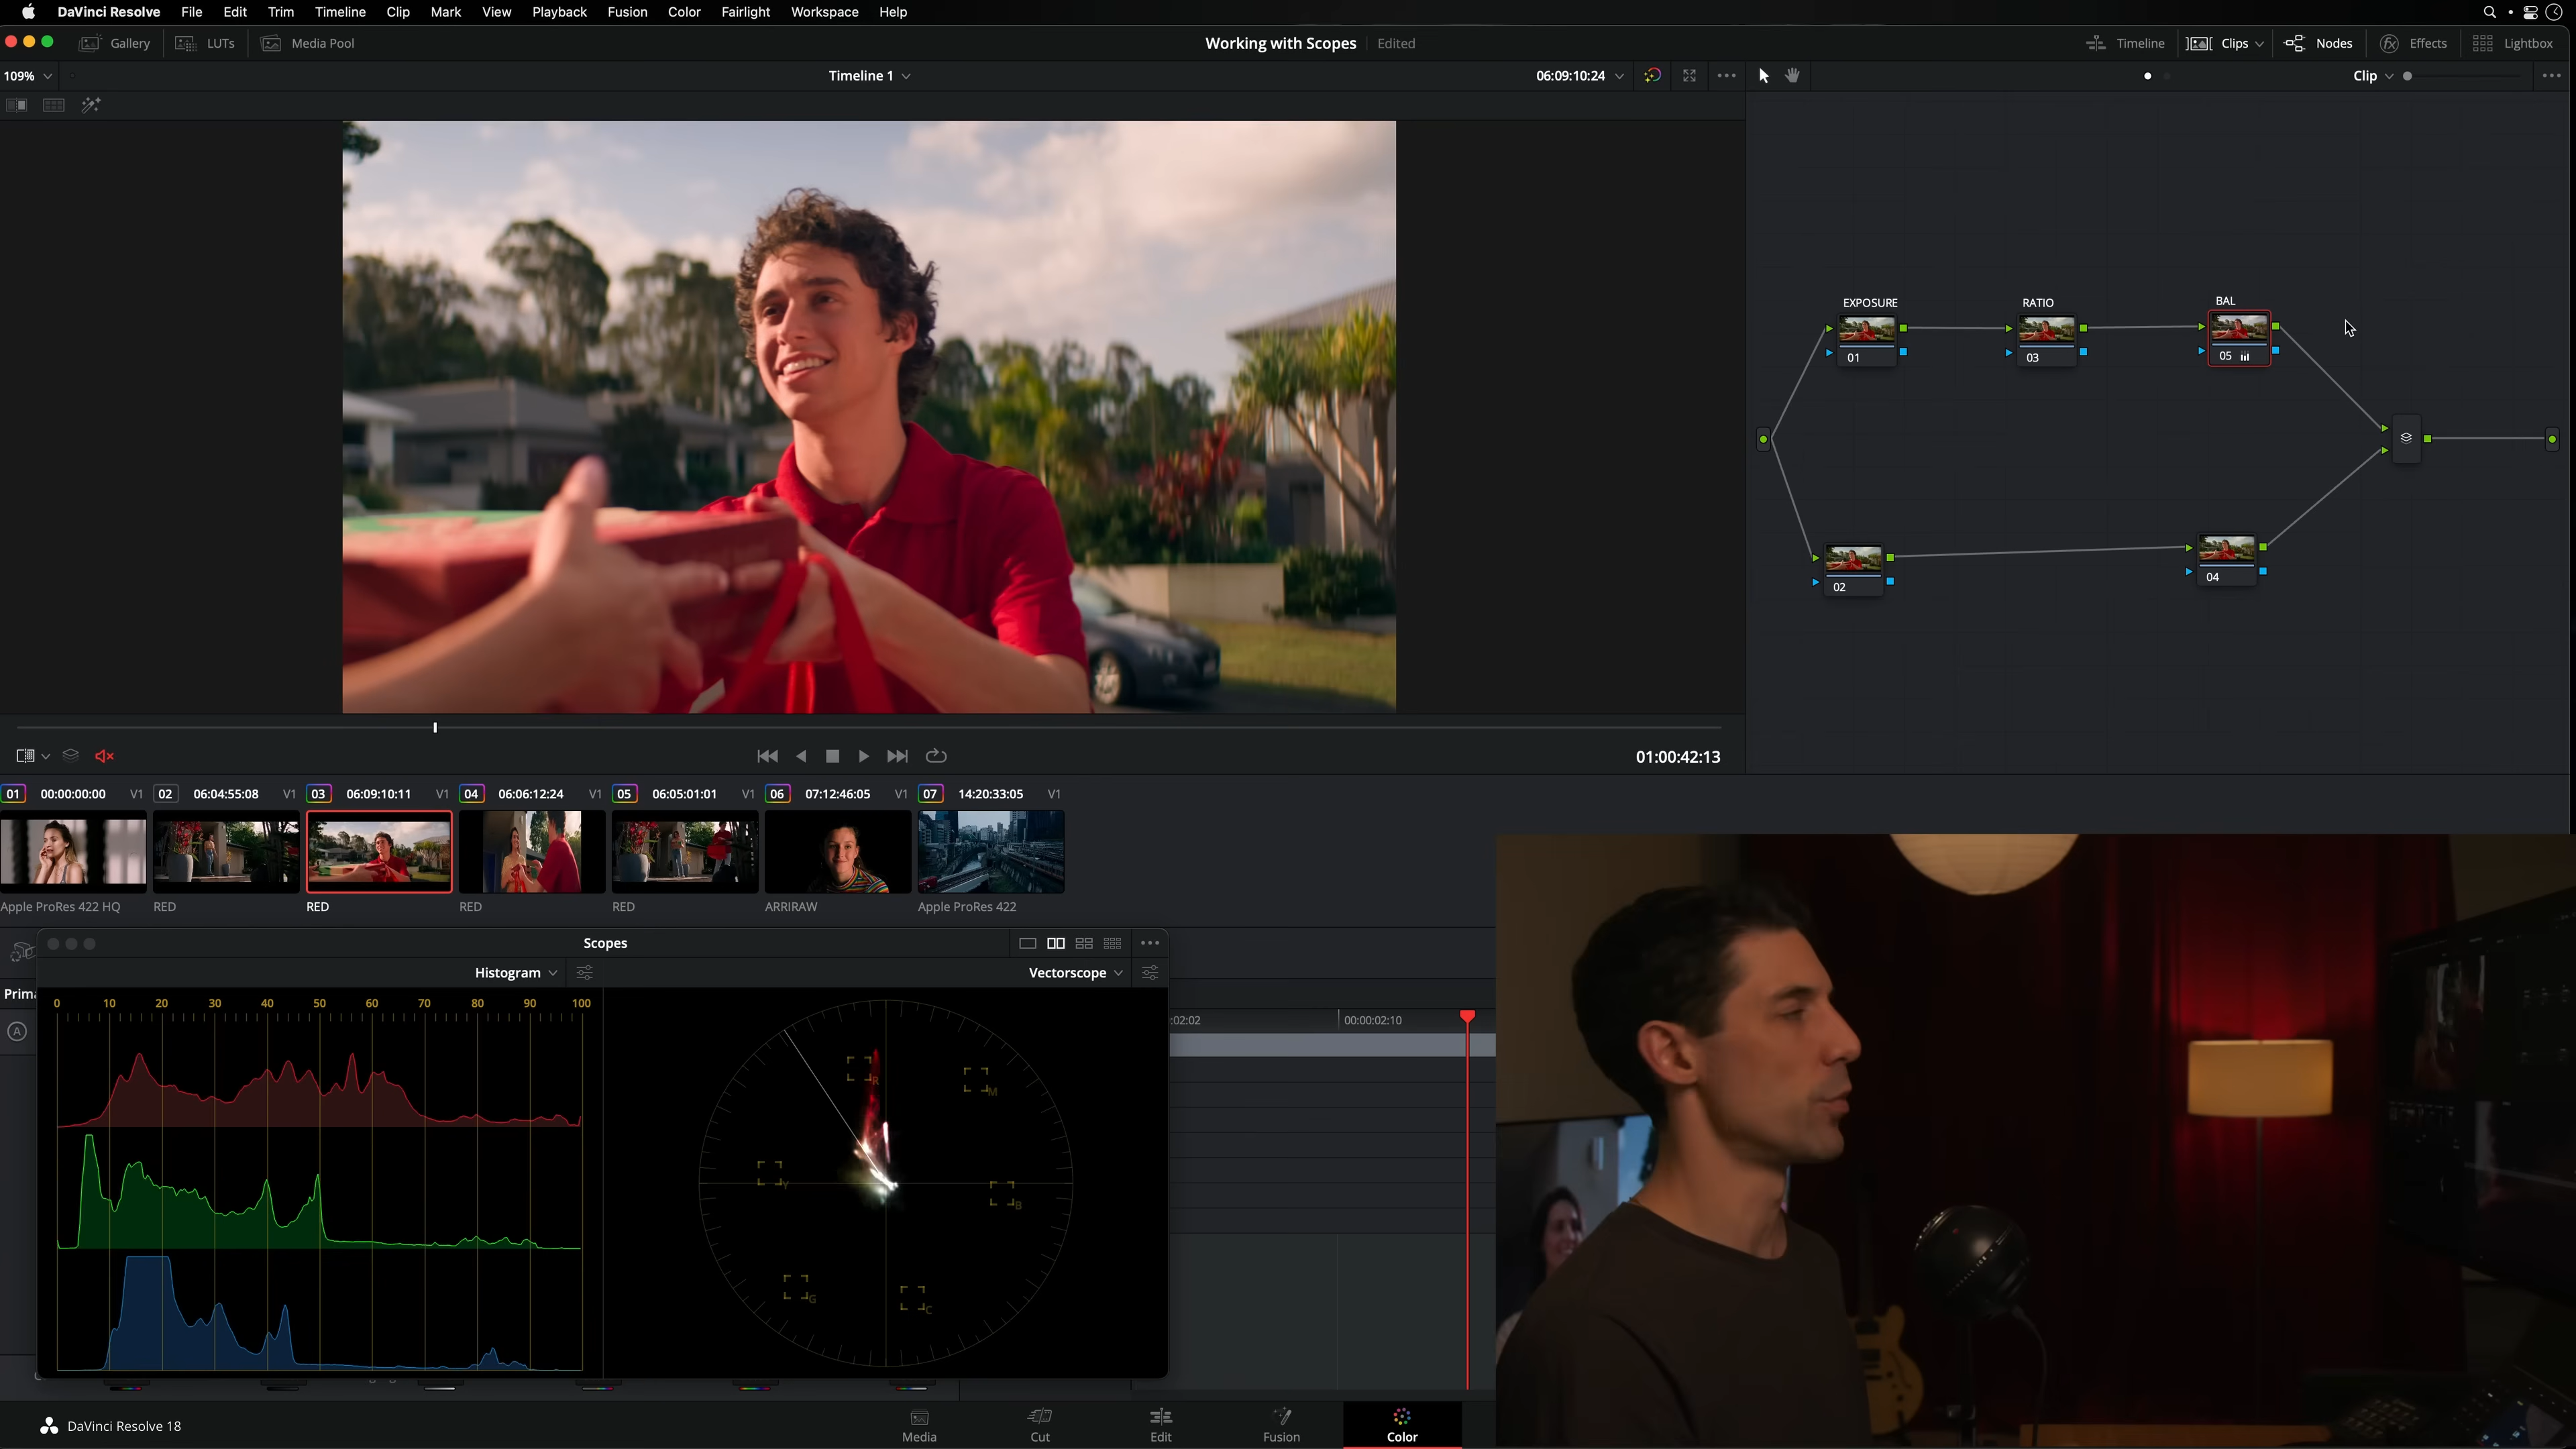 DaVinci Resolve File Edit Trim Timeline Clip Mark View Playback Fusion Color Fairlight Workspace Help
Gallery LUTs Media Pool Working with Scopes Edited Timeline Clips Nodes Effects Lightbox
109% Timeline 1 06:09:10:24 Clip
EXPOSURE RATIO BAL
01 03 05
02 04
01:00:42:13
01 00:00:00:00 V1 02 06:04:55:08 V1 03 06:09:10:11 V1 04 06:06:12:24 V1 05 06:05:01:01 V1 06 07:12:46:05 V1 07 14:20:33:05 V1
Apple ProRes 422 HQ RED RED RED RED ARRIRAW Apple ProRes 422
Scopes
Histogram Vectorscope
Prima
0 10 20 30 40 50 60 70 80 90 100
:02:02 00:00:02:10
A
R M
Y B
G C
DaVinci Resolve 18 Media Cut Edit Fusion Color